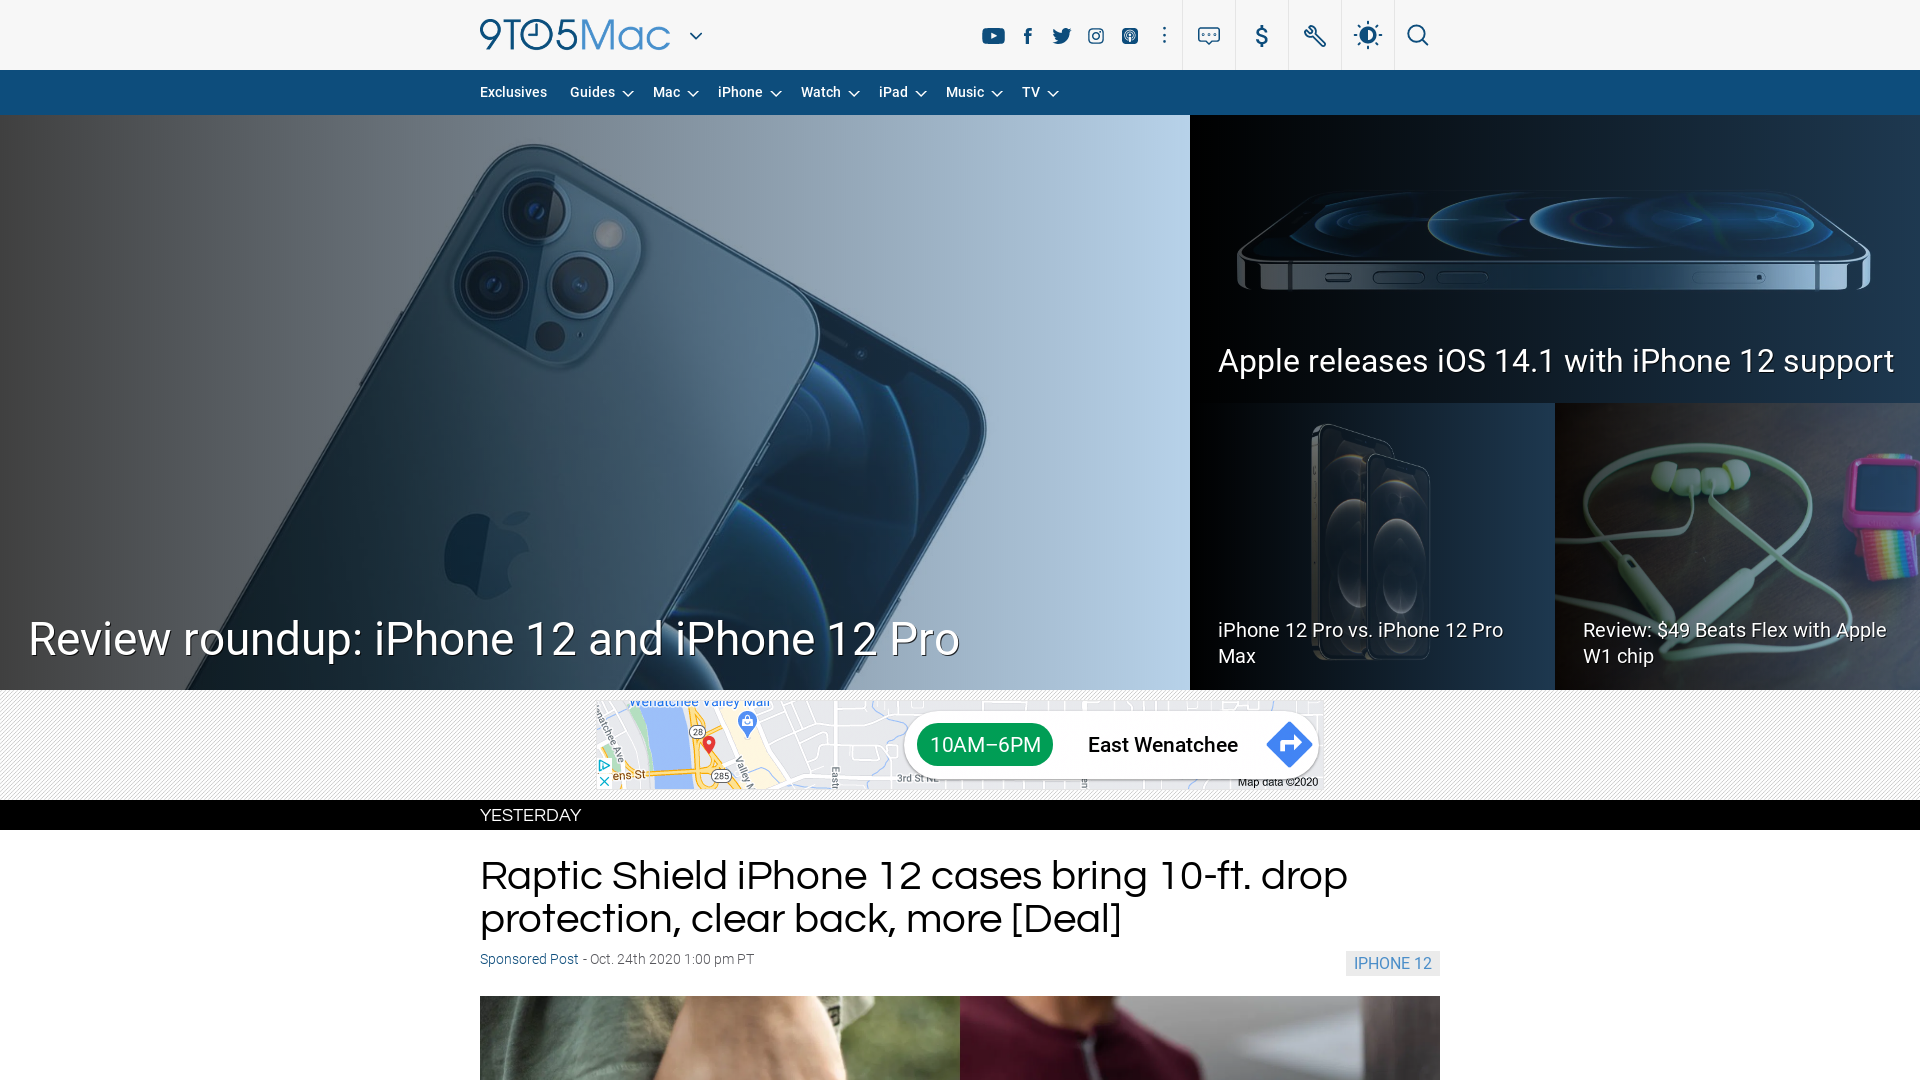 9TO5Mac
Exclusives Guides Mac iPhone Watch iPad Music TV
Review roundup: iPhone 12 and iPhone 12 Pro
Apple releases iOS 14.1 with iPhone 12 support
iPhone 12 Pro vs. iPhone 12 Pro
Max
Review: $49 Beats Flex with Apple
W1 chip
Wenatchee Valley Mall
28
285
3rd St NE
10AM–6PM
East Wenatchee
Map data ©2020
YESTERDAY
Raptic Shield iPhone 12 cases bring 10-ft. drop
protection, clear back, more [Deal]
Sponsored Post - Oct. 24th 2020 1:00 pm PT
IPHONE 12